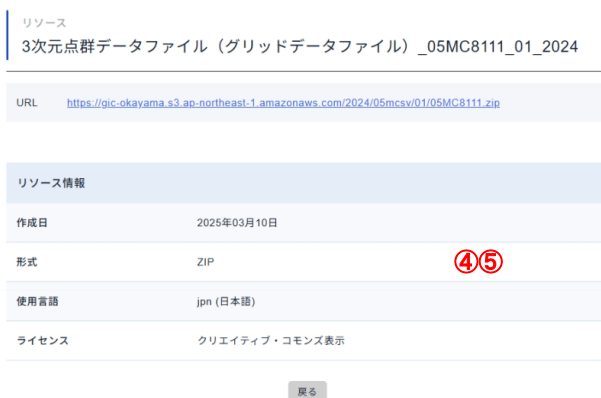 リソース
3次元点群データファイル（グリッドデータファイル）_05MC8111_01_2024
URL https://gic-okayama.s3.ap-northeast-1.amazonaws.com/2024/05mcsv/01/05MC8111.zip
リソース情報
作成日 2025年03月10日
形式 ZIP ④⑤
使用言語 jpn (日本語)
ライセンス クリエイティブ・コモンズ表示
戻る